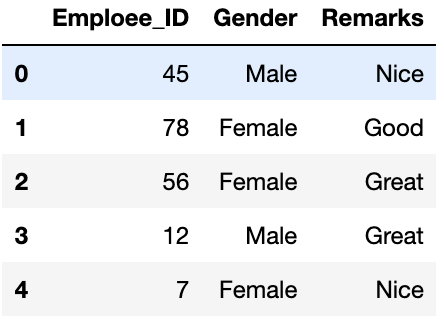 Emploee_ID Gender Remarks
0 45 Male Nice
1 78 Female Good
2 56 Female Great
3 12 Male Great
4 7 Female Nice